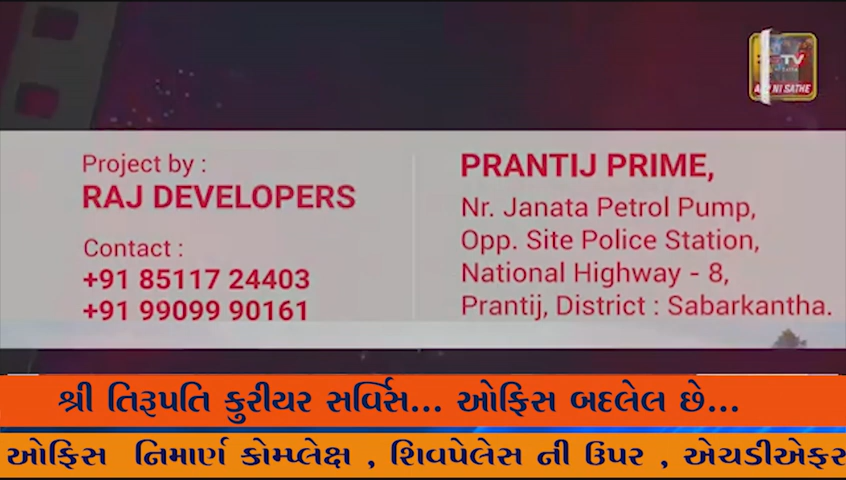 Project by :
RAJ DEVELOPERS
Contact :
+91 85117 24403
+91 99099 90161
PRANTIJ PRIME,
Nr. Janata Petrol Pump,
Opp. Site Police Station,
National Highway - 8,
Prantij, District : Sabarkantha.
શ્રી તિરૂપતિ કુરીયર સર્વિસ... ઓફિસ બદલેલ છે...
ઓફિસ નિમાર્ણ કોમ્પ્લેક્ષ , શિવપેલેસ ની ઉપર , એચડીએફર